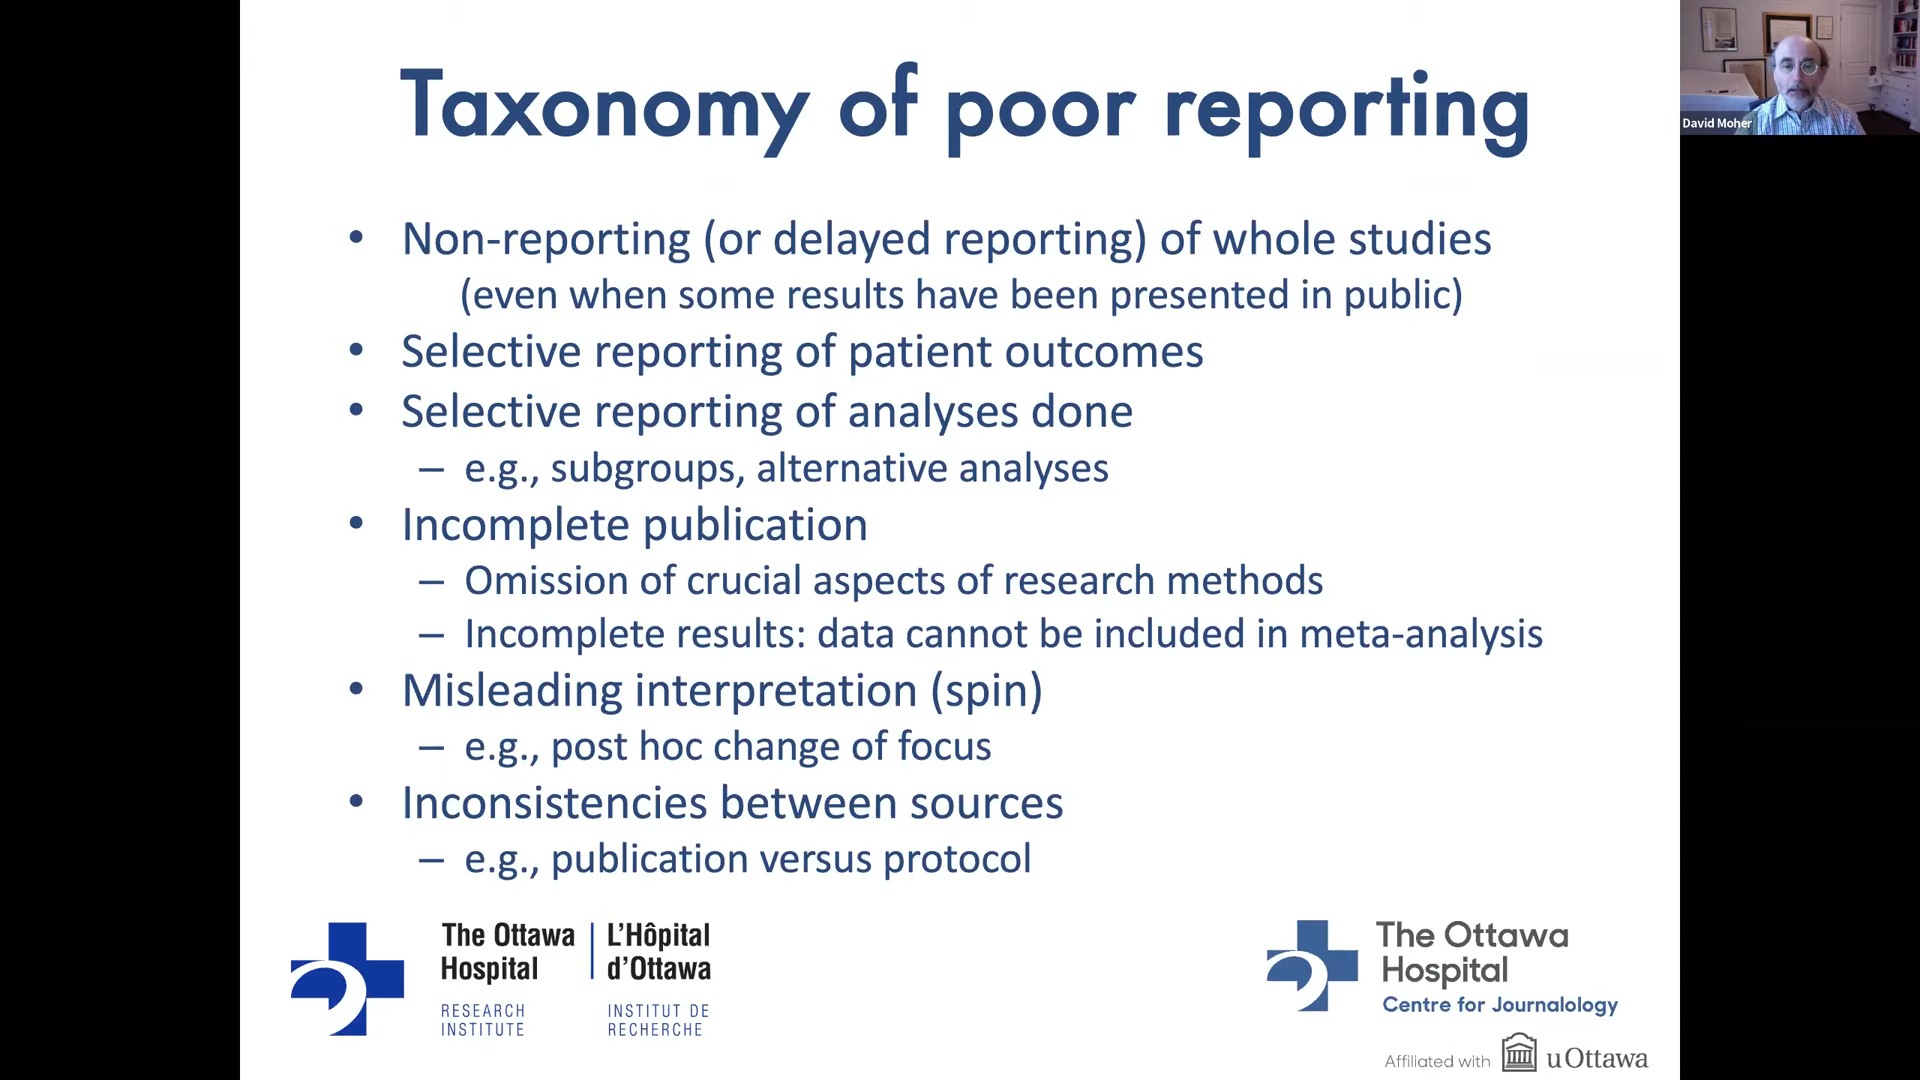 Taxonomy of poor reporting
• Non-reporting (or delayed reporting) of whole studies
(even when some results have been presented in public)
• Selective reporting of patient outcomes
• Selective reporting of analyses done
– e.g., subgroups, alternative analyses
• Incomplete publication
– Omission of crucial aspects of research methods
– Incomplete results: data cannot be included in meta-analysis
• Misleading interpretation (spin)
– e.g., post hoc change of focus
• Inconsistencies between sources
– e.g., publication versus protocol
The Ottawa
Hospital
RESEARCH
INSTITUTE
L'Hôpital
d'Ottawa
INSTITUT DE
RECHERCHE
The Ottawa
Hospital
Centre for Journalology
Affiliated with
uOttawa
David Moher